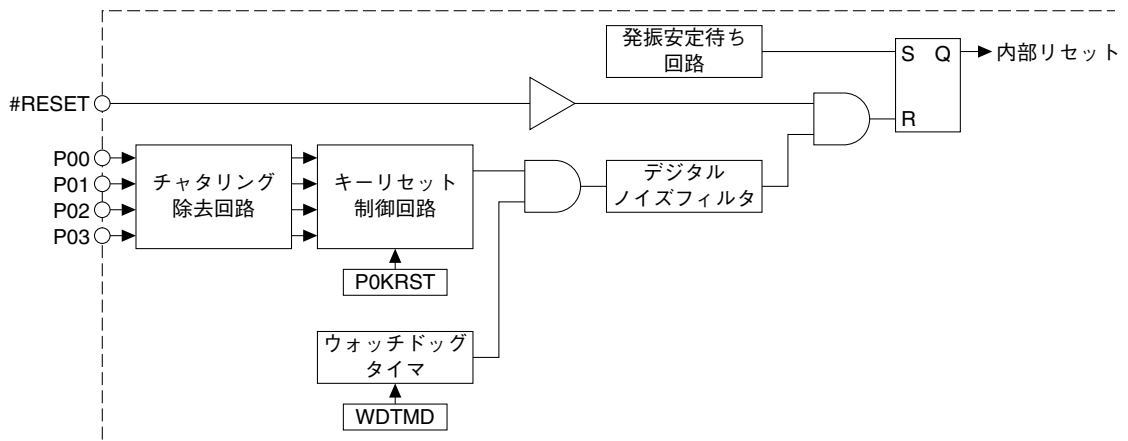 発振安定待ち
回路
S Q
内部リセット
#RESET
R
P00
P01
P02
P03
チャタリング
除去回路
キーリセット
制御回路
デジタル
ノイズフィルタ
P0KRST
ウォッチドッグ
タイマ
WDTMD